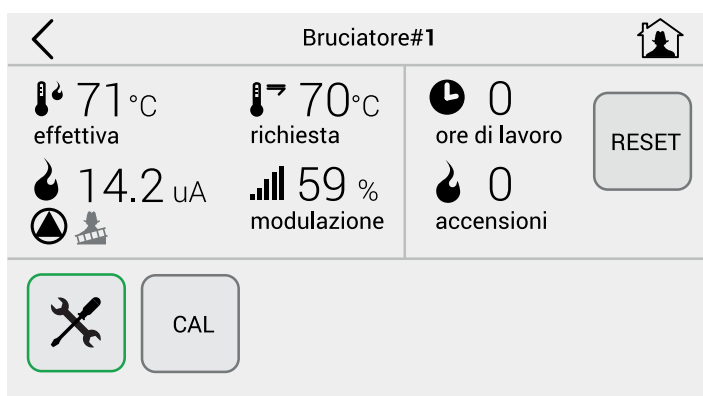 Bruciatore#1
71°C
effettiva
70°C
richiesta
0
ore di lavoro
RESET
14.2 uA
59 %
modulazione
0
accensioni
CAL